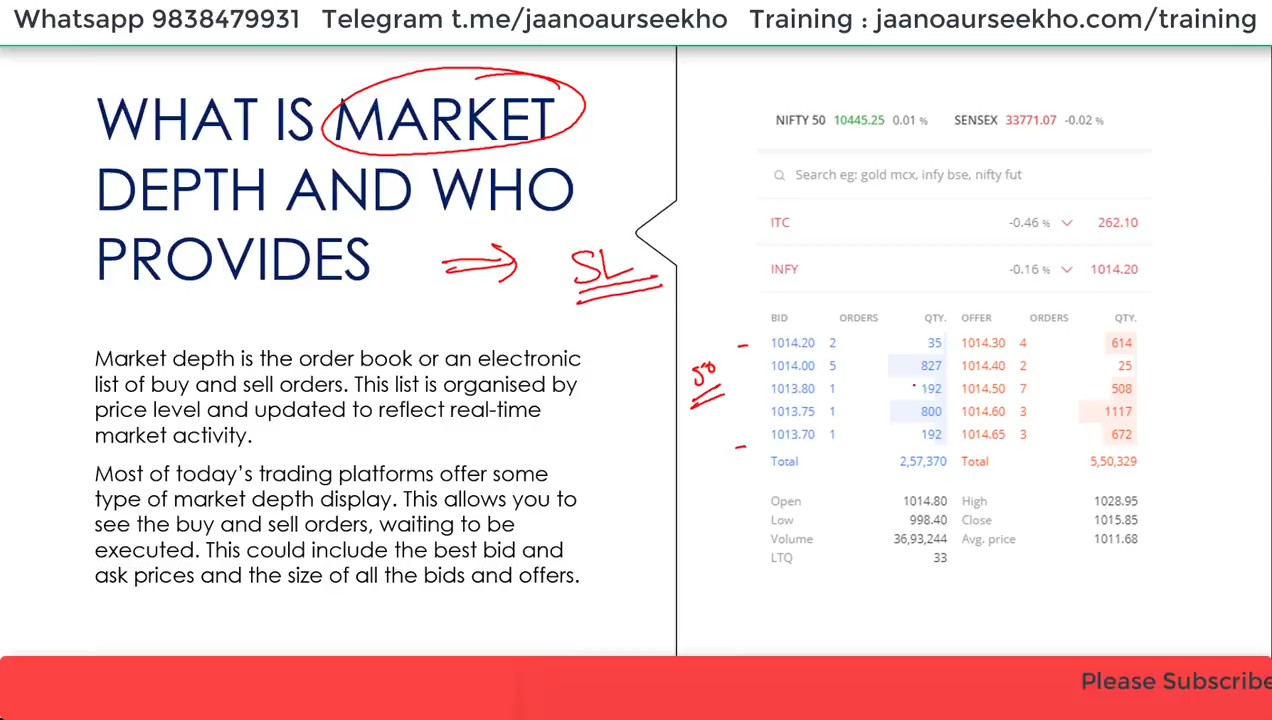 Whatsapp 9838479931 Telegram t.me/jaanoaurseekho Training : jaanoaurseekho.com/training
WHAT IS MARKET
DEPTH AND WHO
PROVIDES
SL
Market depth is the order book or an electronic
list of buy and sell orders. This list is organised by
price level and updated to reflect real-time
market activity.
Most of today's trading platforms offer some
type of market depth display. This allows you to
see the buy and sell orders, waiting to be
executed. This could include the best bid and
ask prices and the size of all the bids and offers.
NIFTY 50 10445.25 0.01 % SENSEX 33771.07 -0.02 %
Search eg: gold mcx, infy bse, nifty fut
ITC -0.46 % 262.10
INFY -0.16 % 1014.20
BID ORDERS QTY. OFFER ORDERS QTY.
1014.20 2 35 1014.30 4 614
1014.00 5 827 1014.40 2 25
1013.80 1 192 1014.50 7 508
1013.75 1 800 1014.60 3 1117
1013.70 1 192 1014.65 3 672
Total 2,57,370 Total 5,50,329
Open 1014.80 High 1028.95
Low 998.40 Close 1015.85
Volume 36,93,244 Avg. price 1011.68
LTQ 33
Please Subscribe